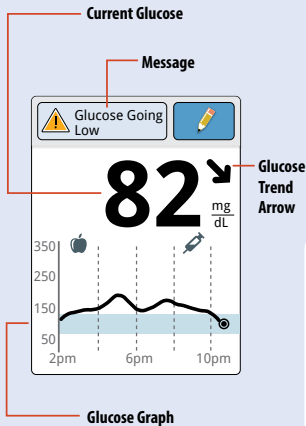 Current Glucose
Message
Glucose Going
Low
82
mg
dL
Glucose
Trend
Arrow
350
250
150
50
2pm
6pm
10pm
Glucose Graph